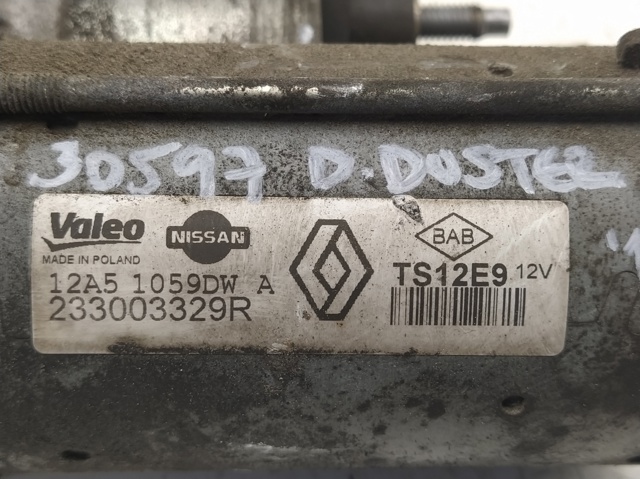 30597 D.DUSTER
Valeo NISSAN BAB
MADE IN POLAND
TS12E9 12V
12A5 1059DW A
233003329R